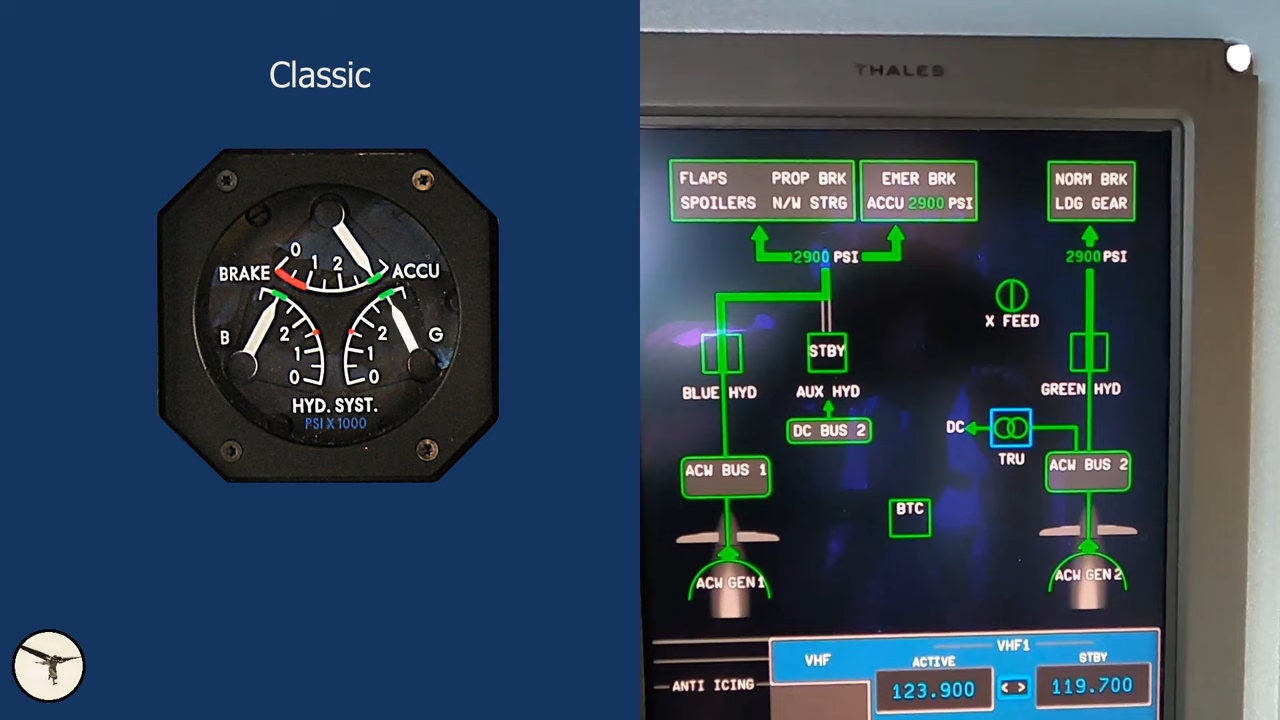 Classic
0
1
2
BRAKE
ACCU
B
2
1
0
2
1
0
G
HYD. SYST.
PSI X 1000
THALES
FLAPS PROP BRK
SPOILERS N/W STRG
EMER BRK
ACCU 2900 PSI
NORM BRK
LDG GEAR
2900 PSI
2900 PSI
X FEED
STBY
BLUE HYD
AUX HYD
GREEN HYD
DC BUS 2
DC
TRU
ACW BUS 1
ACW BUS 2
BTC
ACW GEN 1
ACW GEN 2
VHF1
VHF
ACTIVE
STBY
ANTI ICING
123.900
< >
119.700